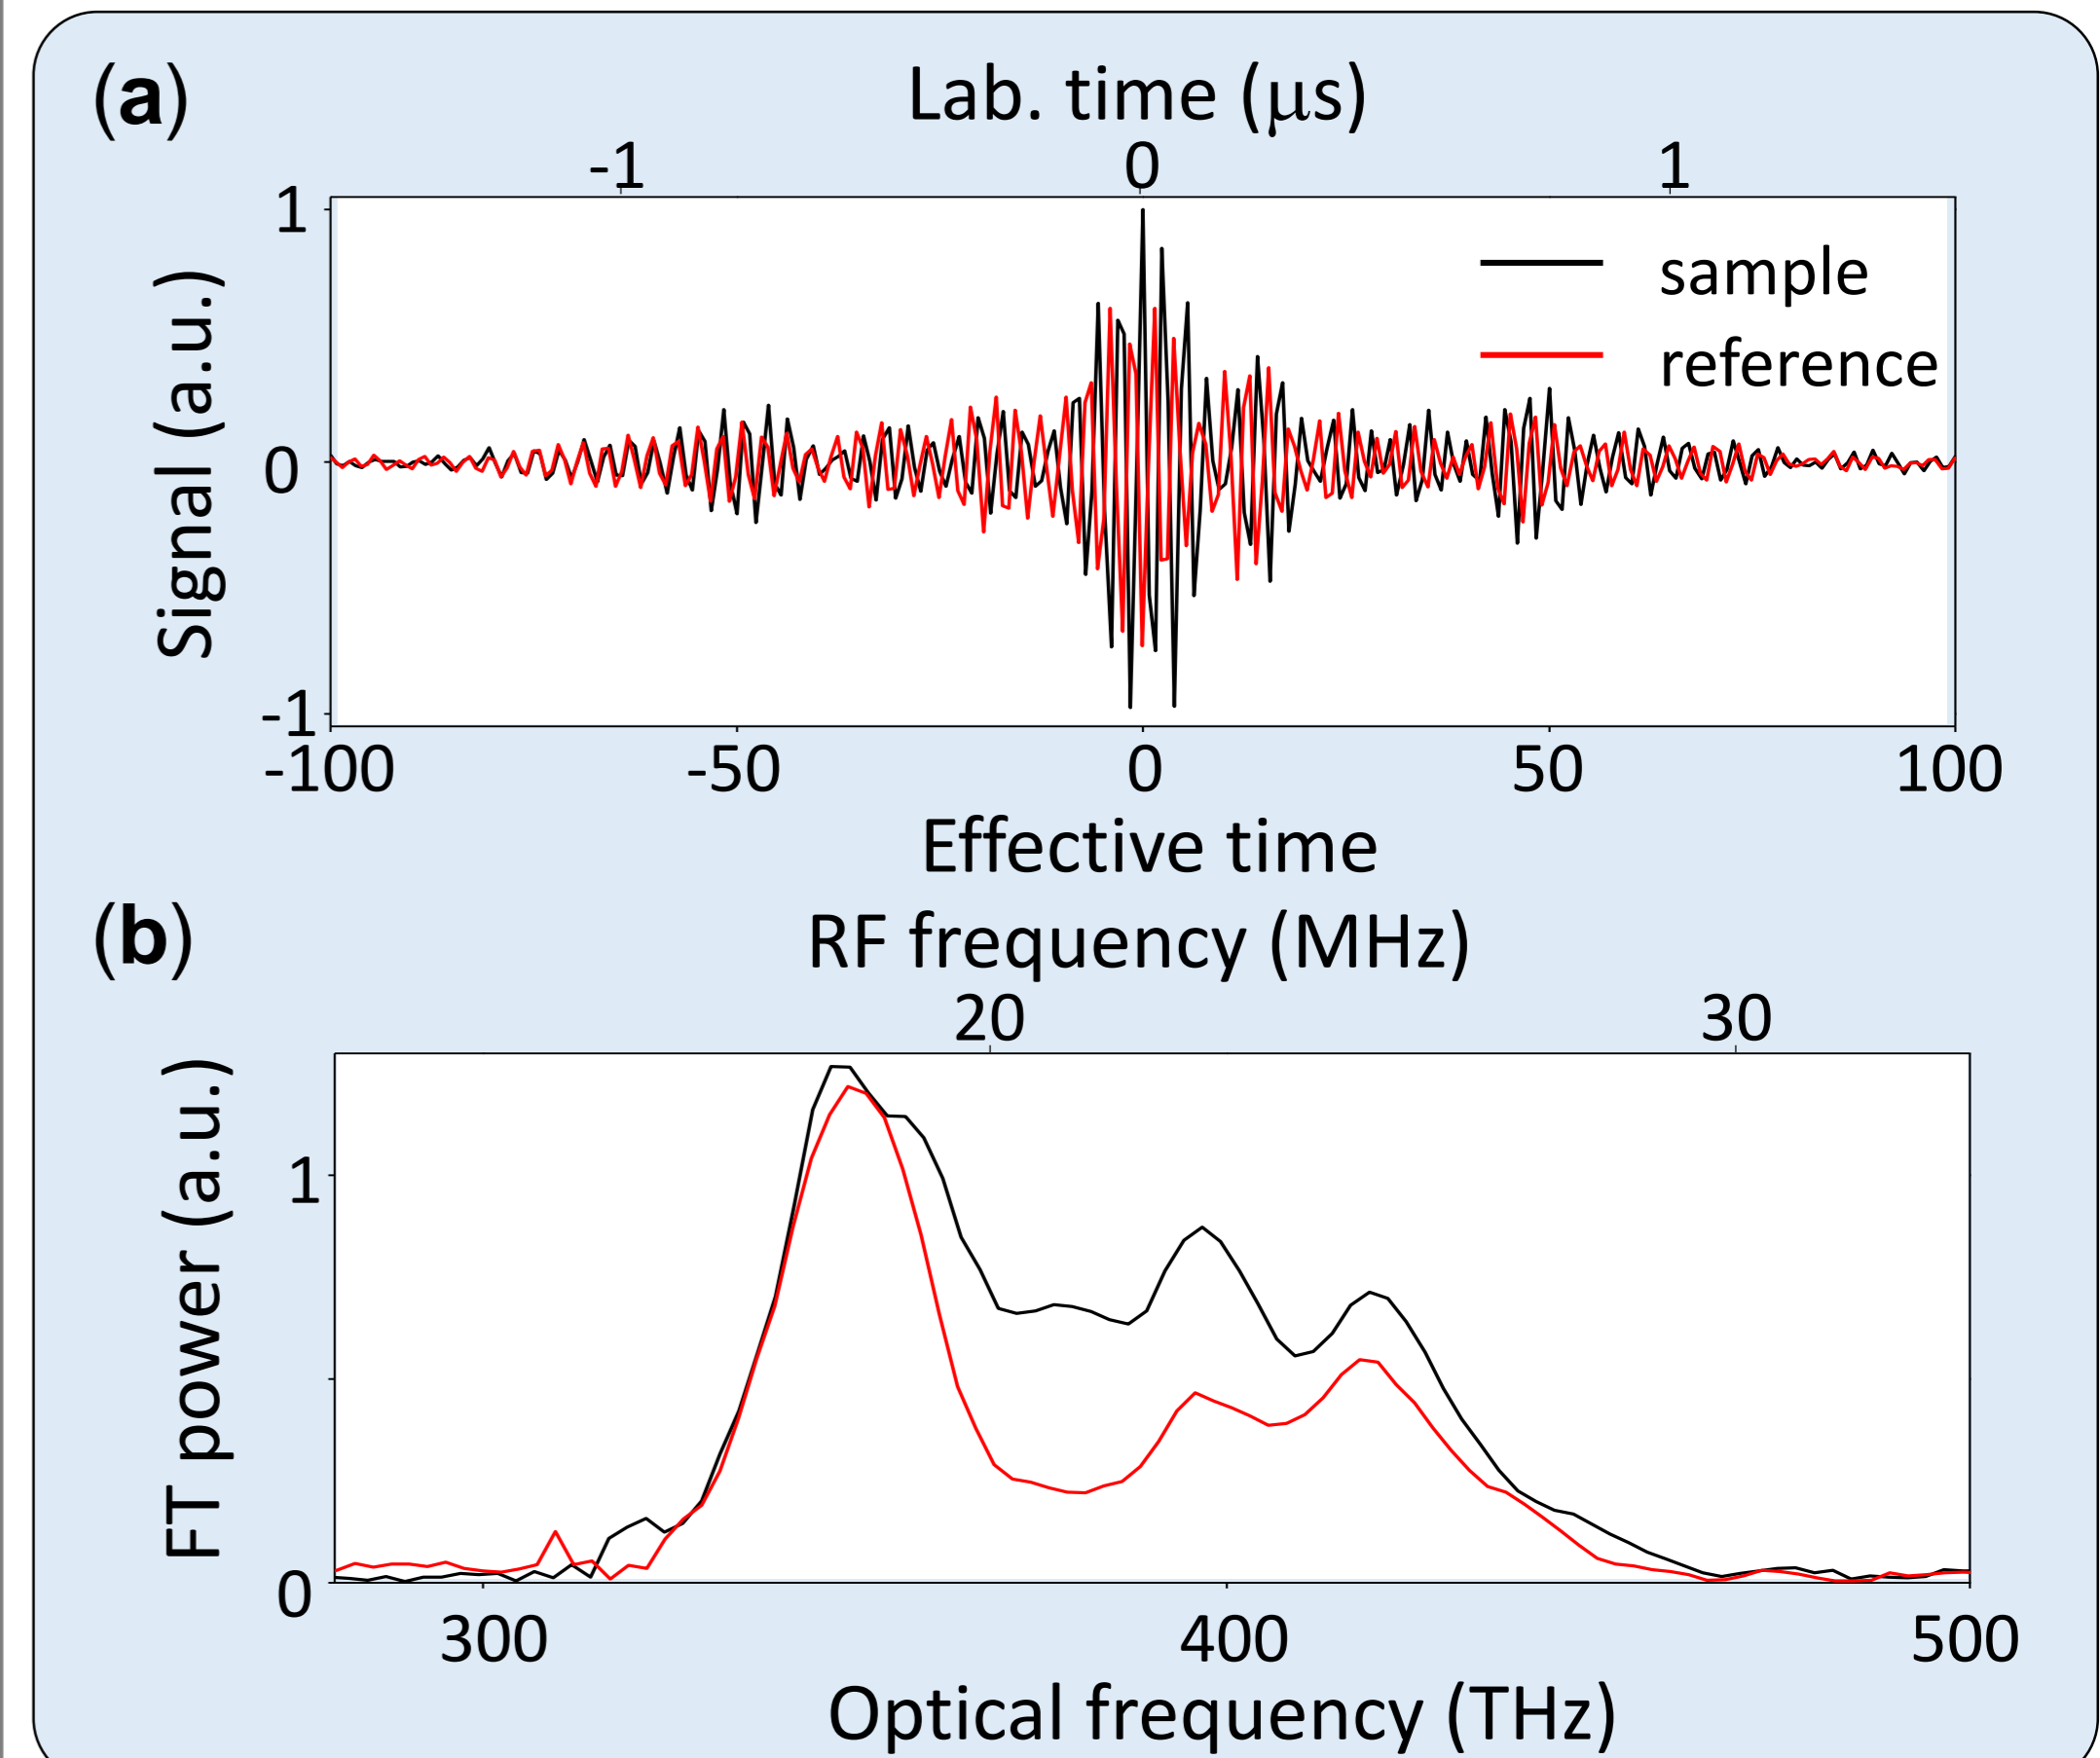 (a)
Lab. time (μs)
-1 0 1
1
0
-1
Signal (a.u.)
sample
reference
-100 -50 0 50 100
Effective time
(b)
RF frequency (MHz)
20 30
1
0
FT power (a.u.)
300 400 500
Optical frequency (THz)